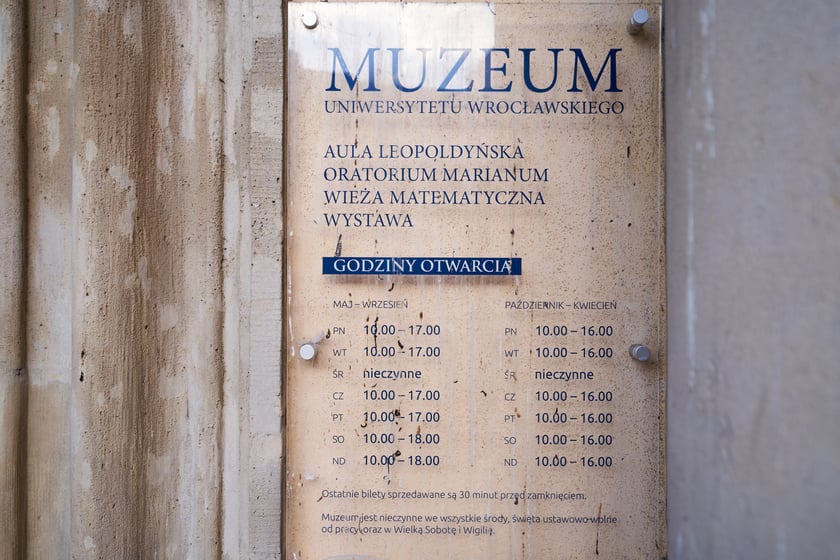 MUZEUM
UNIWERSYTETU WROCŁAWSKIEGO
AULA LEOPOLDYŃSKA
ORATORIUM MARIANUM
WIEŻA MATEMATYCZNA
WYSTAWA
GODZINY OTWARCIA
MAJ – WRZESIEŃ
PN 10.00 – 17.00
WT 10.00 – 17.00
ŚR nieczynne
CZ 10.00 – 17.00
PT 10.00 – 17.00
SO 10.00 – 18.00
ND 10.00 – 18.00
PAŹDZIERNIK – KWIECIEŃ
PN 10.00 – 16.00
WT 10.00 – 16.00
ŚR nieczynne
CZ 10.00 – 16.00
PT 10.00 – 16.00
SO 10.00 – 16.00
ND 10.00 – 16.00
Ostatnie bilety sprzedawane są 30 minut przed zamknięciem.
Muzeum jest nieczynne we wszystkie środy, święta ustawowo wolne
od pracy oraz w Wielką Sobotę i Wigilię.